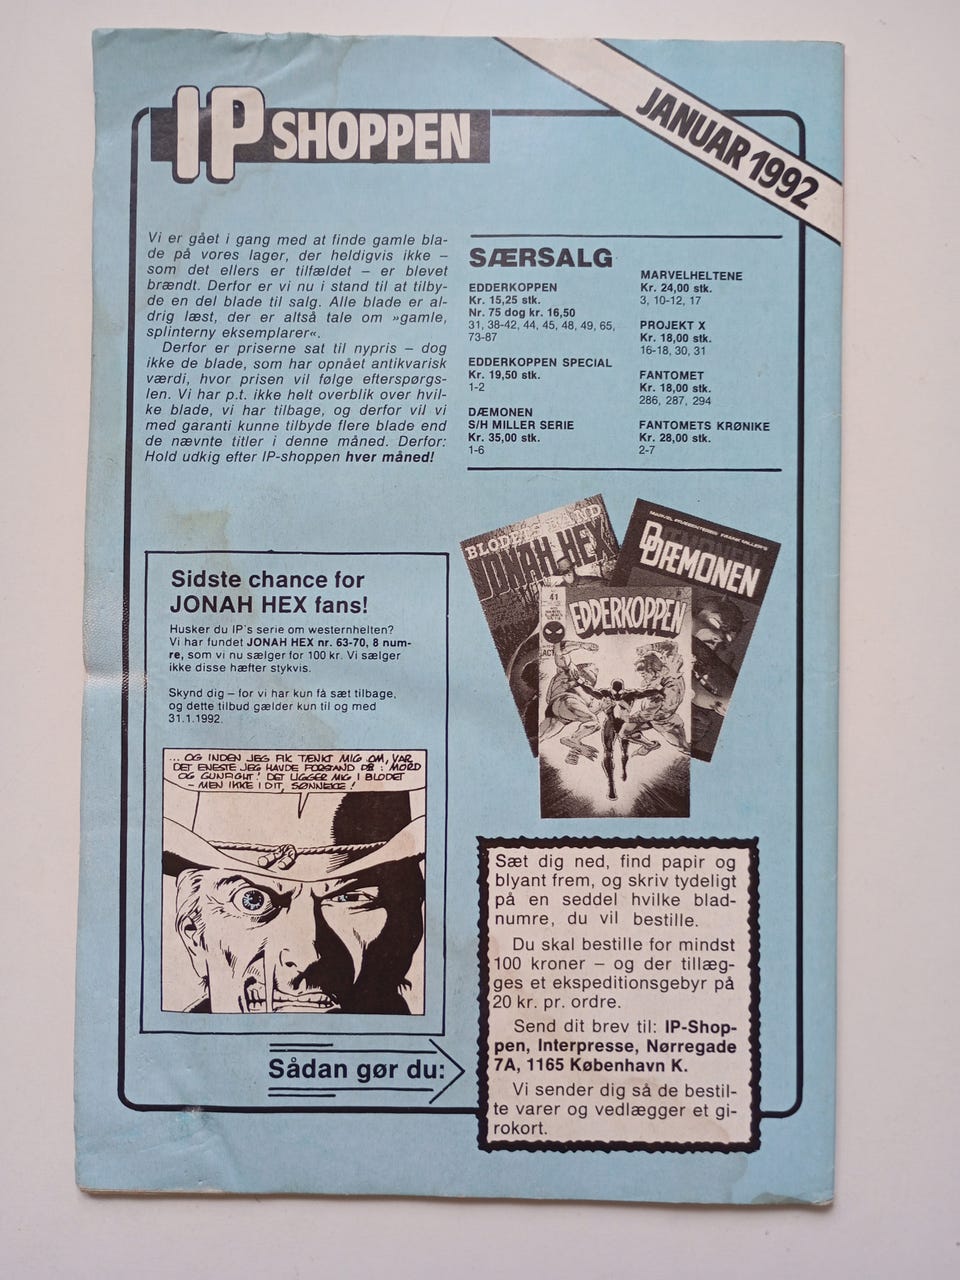 IP SHOPPEN
JANUAR 1992
Vi er gået i gang med at finde gamle bla-
de på vores lager, der heldigvis ikke –
som det ellers er tilfældet – er blevet
brændt. Derfor er vi nu i stand til at tilby-
de en del blade til salg. Alle blade er al-
drig læst, der er altså tale om »gamle,
splinterny eksemplarer«.
Derfor er priserne sat til nypris – dog
ikke de blade, som har opnået antikvarisk
værdi, hvor prisen vil følge efterspørgs-
len. Vi har p.t. ikke helt overblik over hvil-
ke blade, vi har tilbage, og derfor vil vi
med garanti kunne tilbyde flere blade end
de nævnte titler i denne måned. Derfor:
Hold udkig efter IP-shoppen hver måned!
SÆRSALG
EDDERKOPPEN
Kr. 15,25 stk.
Nr. 75 dog kr. 16,50
31, 38-42, 44, 45, 48, 49, 65,
73-87
EDDERKOPPEN SPECIAL
Kr. 19,50 stk.
1-2
DÆMONEN
S/H MILLER SERIE
Kr. 35,00 stk.
1-6
MARVELHELTENE
Kr. 24,00 stk.
3, 10-12, 17
PROJEKT X
Kr. 18,00 stk.
16-18, 30, 31
FANTOMET
Kr. 18,00 stk.
286, 287, 294
FANTOMETS KRØNIKE
Kr. 28,00 stk.
2-7
BLODETS BAND
JONAH HEX
MARVEL PRÆSENTERER: FRANK MILLER'S
DÆMONEN
41
EDDERKOPPEN
Sidste chance for
JONAH HEX fans!
Husker du IP's serie om westernhelten?
Vi har fundet JONAH HEX nr. 63-70, 8 num-
re, som vi nu sælger for 100 kr. Vi sælger
ikke disse hæfter stykvis.
Skynd dig – for vi har kun få sæt tilbage,
og dette tilbud gælder kun til og med
31.1.1992.
... OG INDEN JEG FIK TÆNKT MIG OM, VAR
DET ENESTE JEG HAVDE FORSTAND PÅ: MORD
OG GUNFIGHT! DET LIGGER MIG I BLODET
– MEN IKKE I DIT, SØNNEKE!
Sådan gør du:
Sæt dig ned, find papir og
blyant frem, og skriv tydeligt
på en seddel hvilke blad-
numre, du vil bestille.
Du skal bestille for mindst
100 kroner – og der tillæg-
ges et ekspeditionsgebyr på
20 kr. pr. ordre.
Send dit brev til: IP-Shop-
pen, Interpresse, Nørregade
7A, 1165 København K.
Vi sender dig så de bestil-
te varer og vedlægger et gi-
rokort.